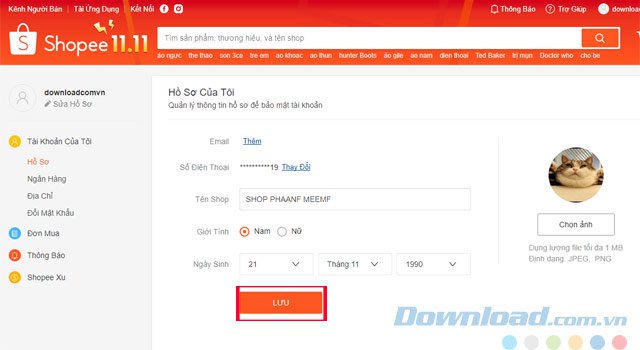 Kênh Người Bán | Tải Ứng Dụng | Kết Nối
Thông Báo Trợ Giúp download
Shopee 11.11
Tìm sản phẩm, thương hiệu, và tên shop
áo ngực the thao son 3ce tre em ao khoac ao thun hunter Boots áo gile ao nam dien thoai Ted Baker trị mụn Doctor who cho be
downloadcomvn
Sửa Hồ Sơ
Tài Khoản Của Tôi
Hồ Sơ
Ngân Hàng
Địa Chỉ
Đổi Mật Khẩu
Đơn Mua
Thông Báo
Shopee Xu
Hồ Sơ Của Tôi
Quản lý thông tin hồ sơ để bảo mật tài khoản
Email Thêm
Số Điện Thoại **********19 Thay Đổi
Tên Shop SHOP PHAANF MEEMF
Giới Tính Nam Nữ
Ngày Sinh 21 Tháng 11 1990
LƯU
Chọn ảnh
Dụng lượng file tối đa 1 MB
Định dạng: .JPEG, .PNG
Download.com.vn